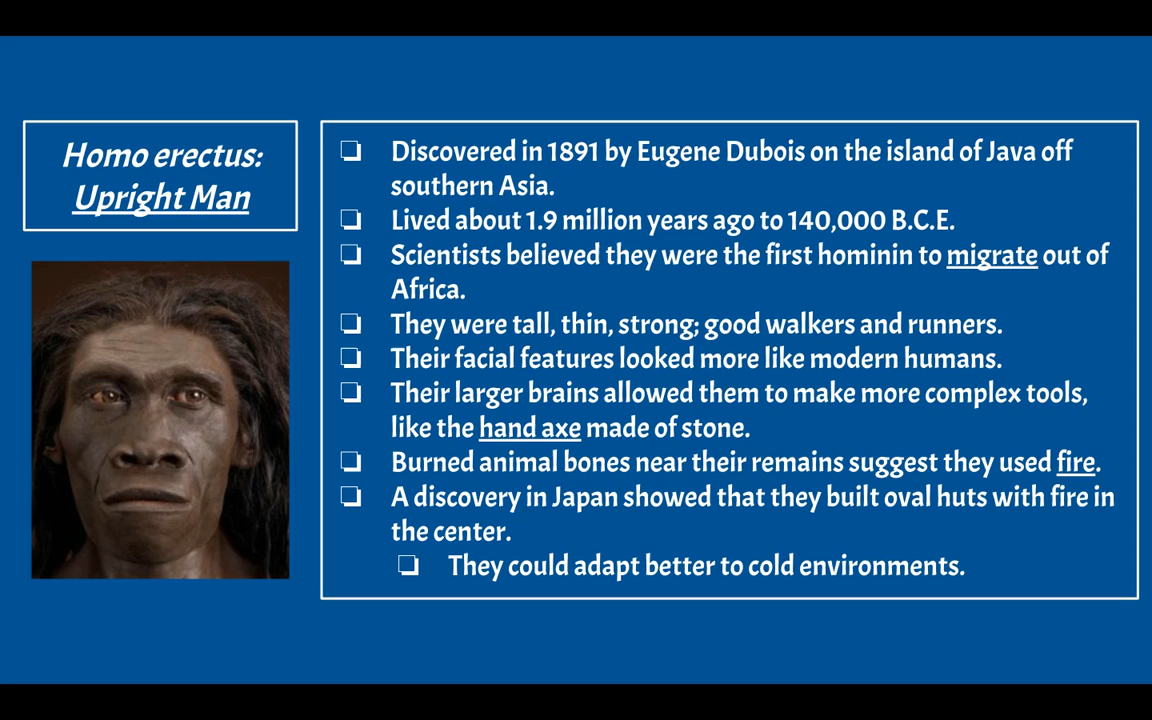 Homo erectus:
Upright Man
Discovered in 1891 by Eugene Dubois on the island of Java off
southern Asia.
Lived about 1.9 million years ago to 140,000 B.C.E.
Scientists believed they were the first hominin to migrate out of
Africa.
They were tall, thin, strong; good walkers and runners.
Their facial features looked more like modern humans.
Their larger brains allowed them to make more complex tools,
like the hand axe made of stone.
Burned animal bones near their remains suggest they used fire.
A discovery in Japan showed that they built oval huts with fire in
the center.
They could adapt better to cold environments.